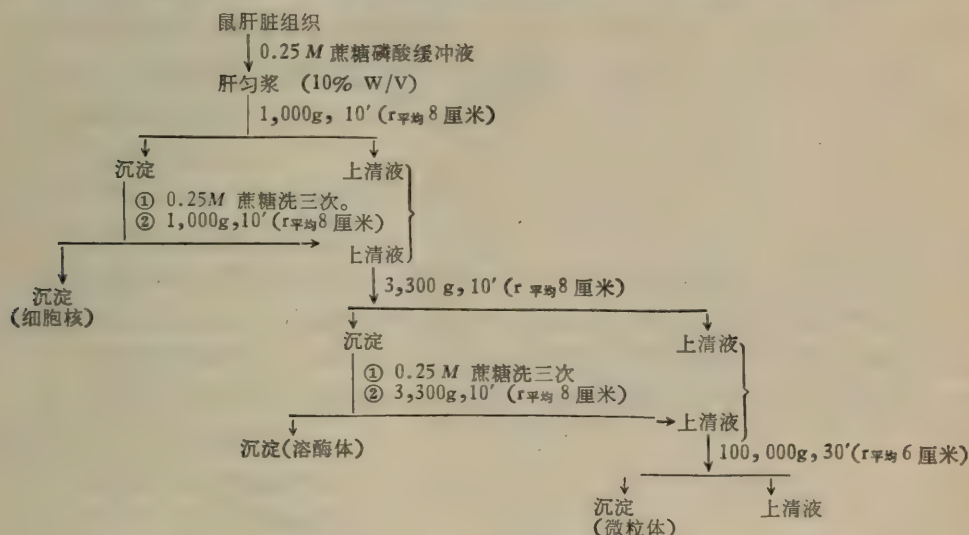 鼠肝脏组织
0.25 M 蔗糖磷酸缓冲液
肝匀浆 (10% W/V)
1,000g, 10′ (r平均8厘米)
沉淀 上清液
① 0.25M 蔗糖洗三次。
② 1,000g,10′ (r平均8厘米)
上清液
沉淀
(细胞核)
3,300 g, 10′ (r平均8厘米)
沉淀 上清液
① 0.25 M 蔗糖洗三次
② 3,300g,10′ (r平均8厘米)
上清液
沉淀(溶酶体)
100,000g, 30′(r平均6厘米)
沉淀 上清液
(微粒体)